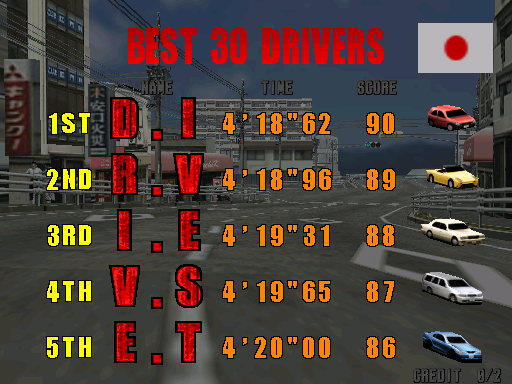 BEST 30 DRIVERS
NAME TIME SCORE
1ST D.I 4'18"62 90
2ND R.V 4'18"96 89
3RD I.E 4'19"31 88
4TH V.S 4'19"65 87
5TH E.T 4'20"00 86
CREDIT 0/2